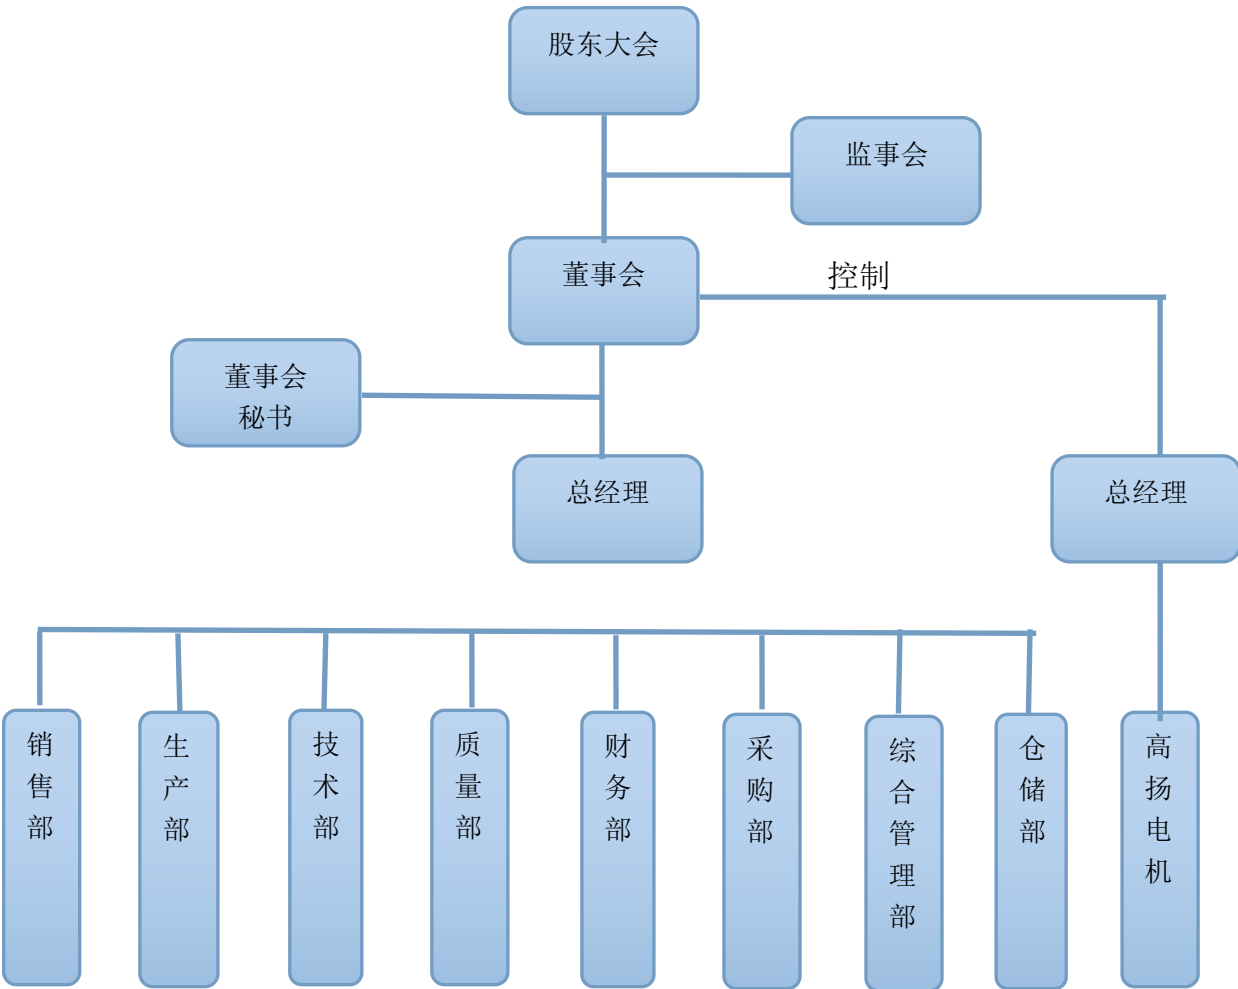 股东大会
监事会
董事会
控制
董事会
秘书
总经理
总经理
销售部
生产部
技术部
质量部
财务部
采购部
综合管理部
仓储部
高扬电机